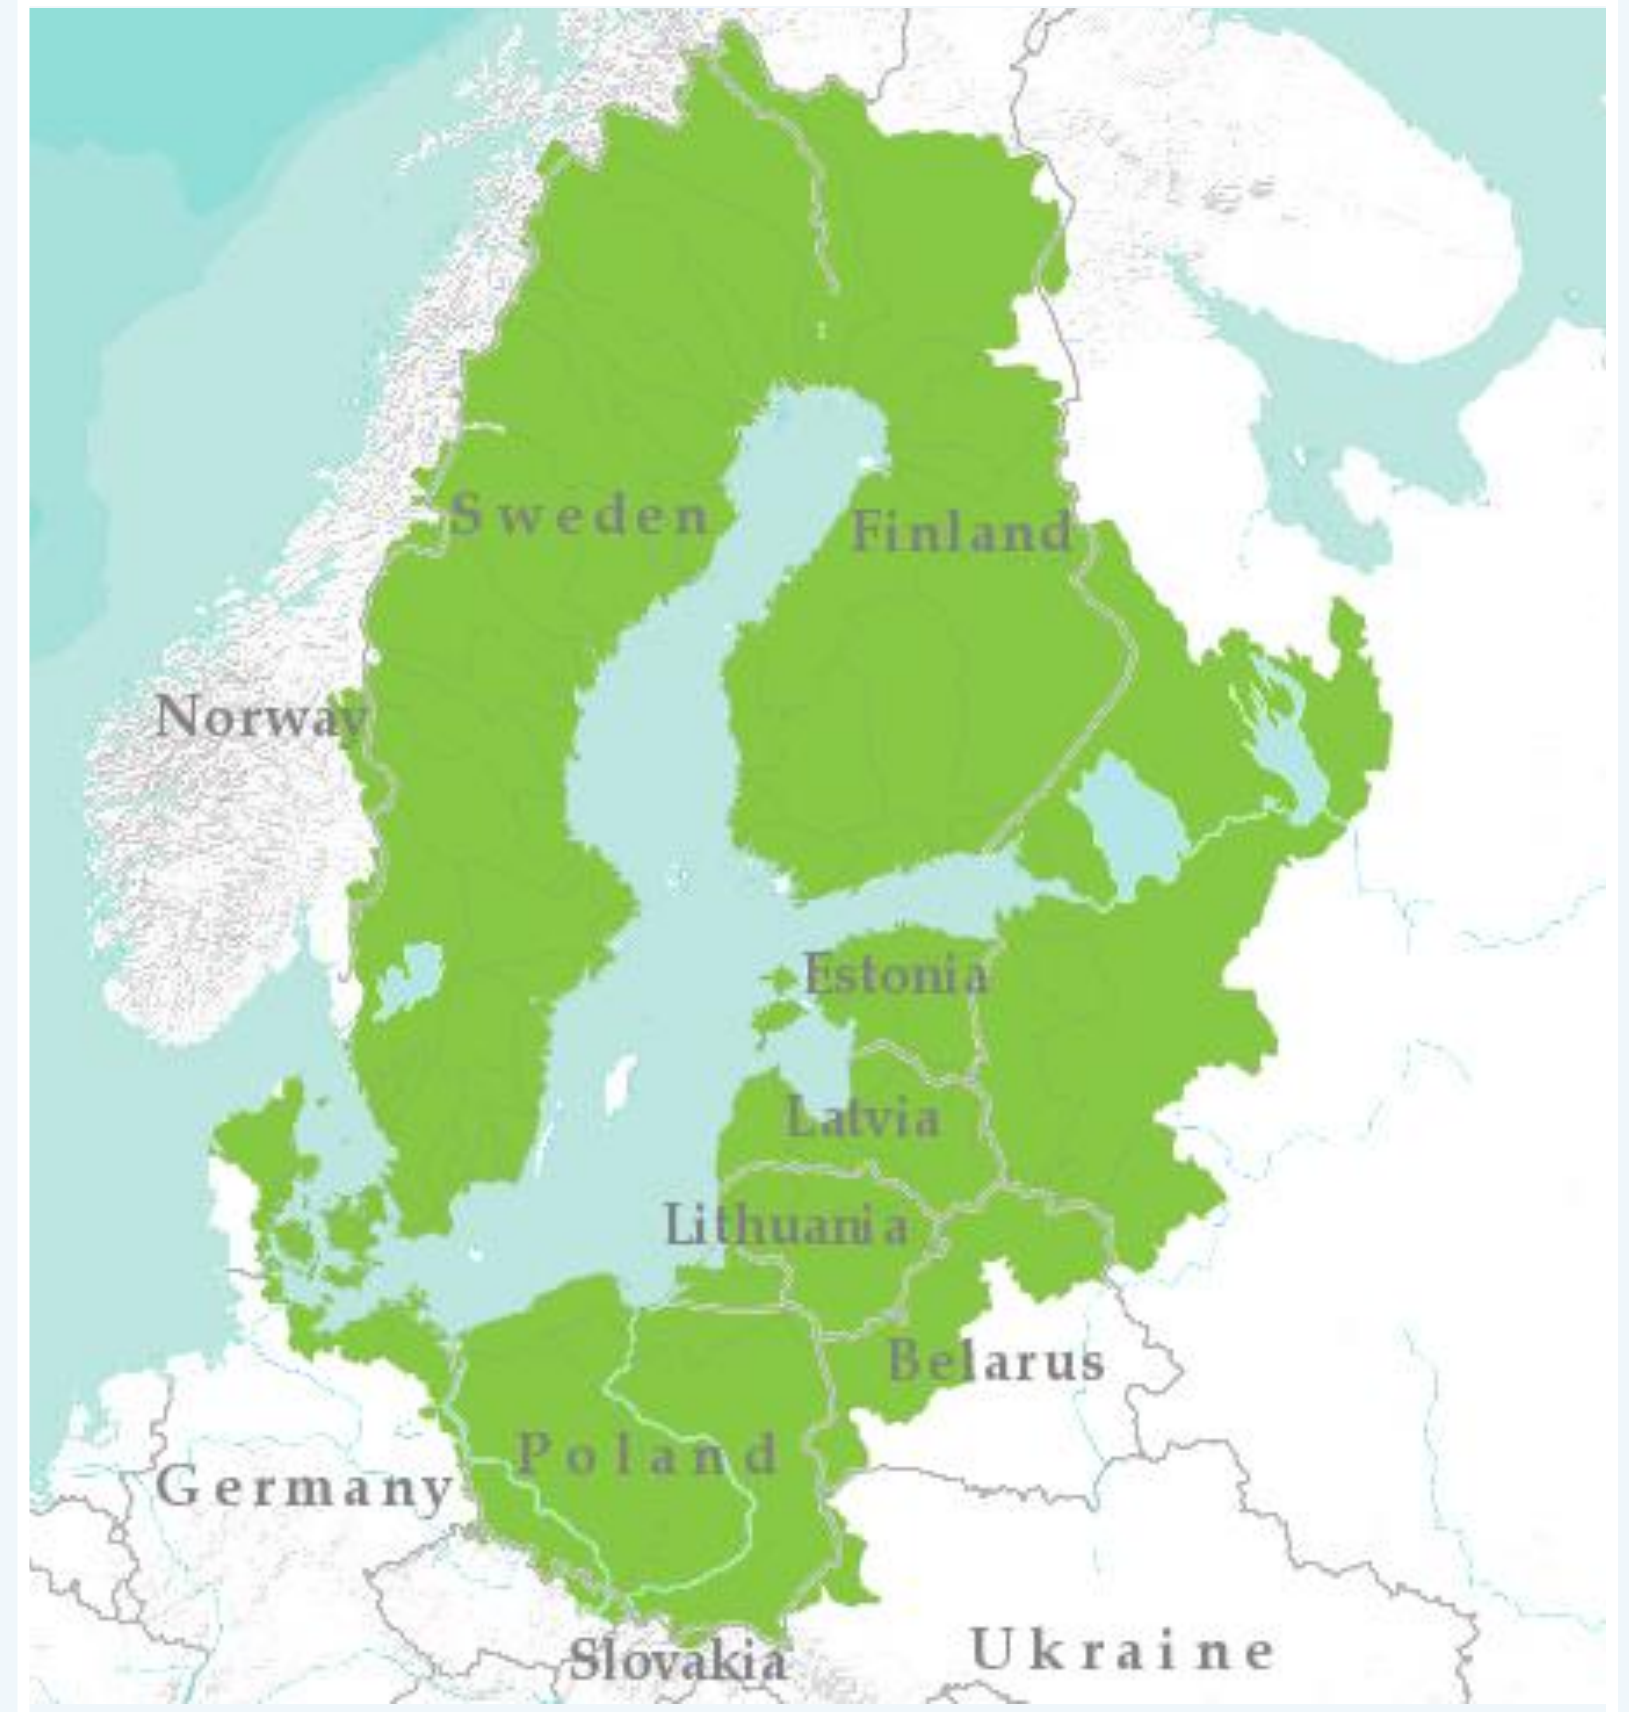 Sweden
Finland
Norway
Estonia
Latvia
Lithuania
Belarus
Poland
Germany
Ukraine
Slovakia